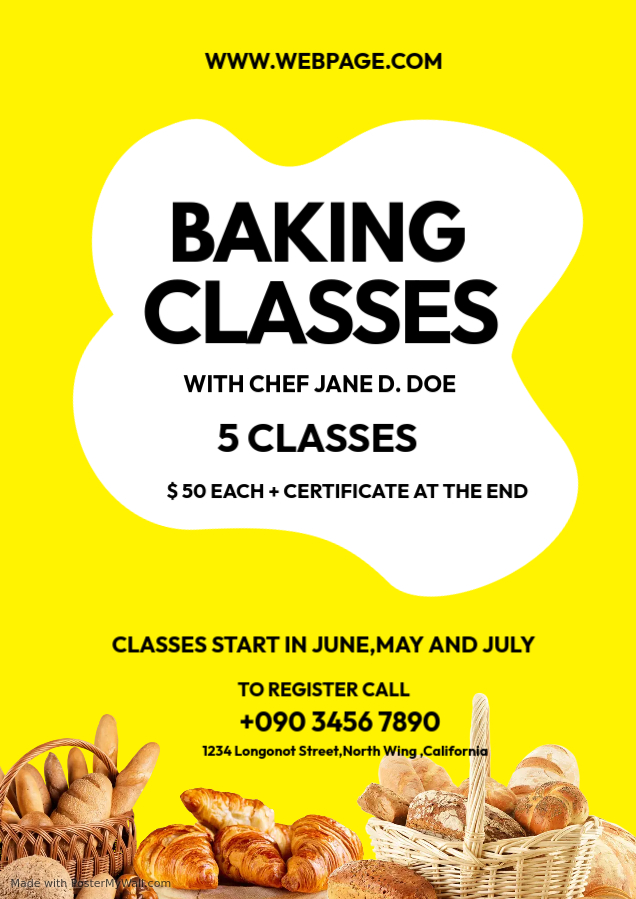 WWW.WEBPAGE.COM
BAKING
CLASSES
WITH CHEF JANE D. DOE
5 CLASSES
$ 50 EACH + CERTIFICATE AT THE END
CLASSES START IN JUNE,MAY AND JULY
TO REGISTER CALL
+090 3456 7890
1234 Longonot Street,North Wing ,California
Made with PosterMyWall.com